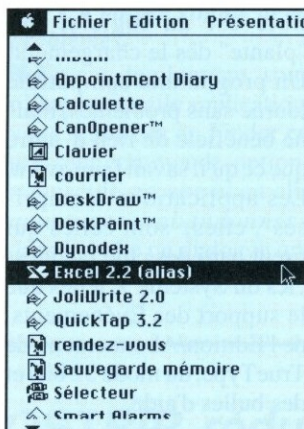 Fichier Edition Présentatio
Appointment Diary
Calculette
CanOpener™
Clavier
courrier
DeskDraw™
DeskPaint™
Dynodex
Excel 2.2 (alias)
JoliWrite 2.0
QuickTap 3.2
rendez-vous
Sauvegarde mémoire
Sélecteur
Smart Alarms